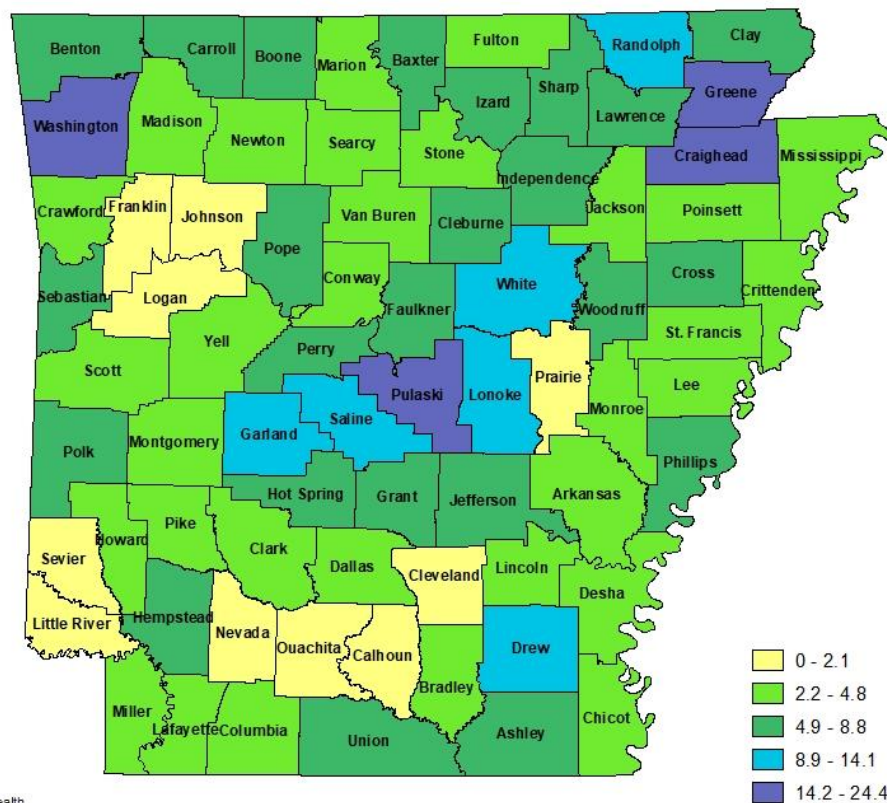 Benton
Carroll
Boone
Marion
Baxter
Fulton
Randolph
Clay
Izard
Sharp
Lawrence
Greene
Washington
Madison
Newton
Searcy
Stone
Independence
Craighead
Mississippi
Crawford
Franklin
Johnson
Pope
Van Buren
Cleburne
Jackson
Poinsett
Sebastian
Logan
Conway
Faulkner
White
Woodruff
Cross
Crittenden
Scott
Yell
Perry
Pulaski
Lonoke
Prairie
St. Francis
Lee
Monroe
Polk
Montgomery
Garland
Saline
Phillips
Hot Spring
Grant
Jefferson
Arkansas
Sevier
Howard
Pike
Clark
Dallas
Cleveland
Lincoln
Desha
Little River
Hempstead
Nevada
Ouachita
Calhoun
Bradley
Drew
Miller
Lafayette
Columbia
Union
Ashley
Chicot
0 - 2.1
2.2 - 4.8
4.9 - 8.8
8.9 - 14.1
14.2 - 24.4